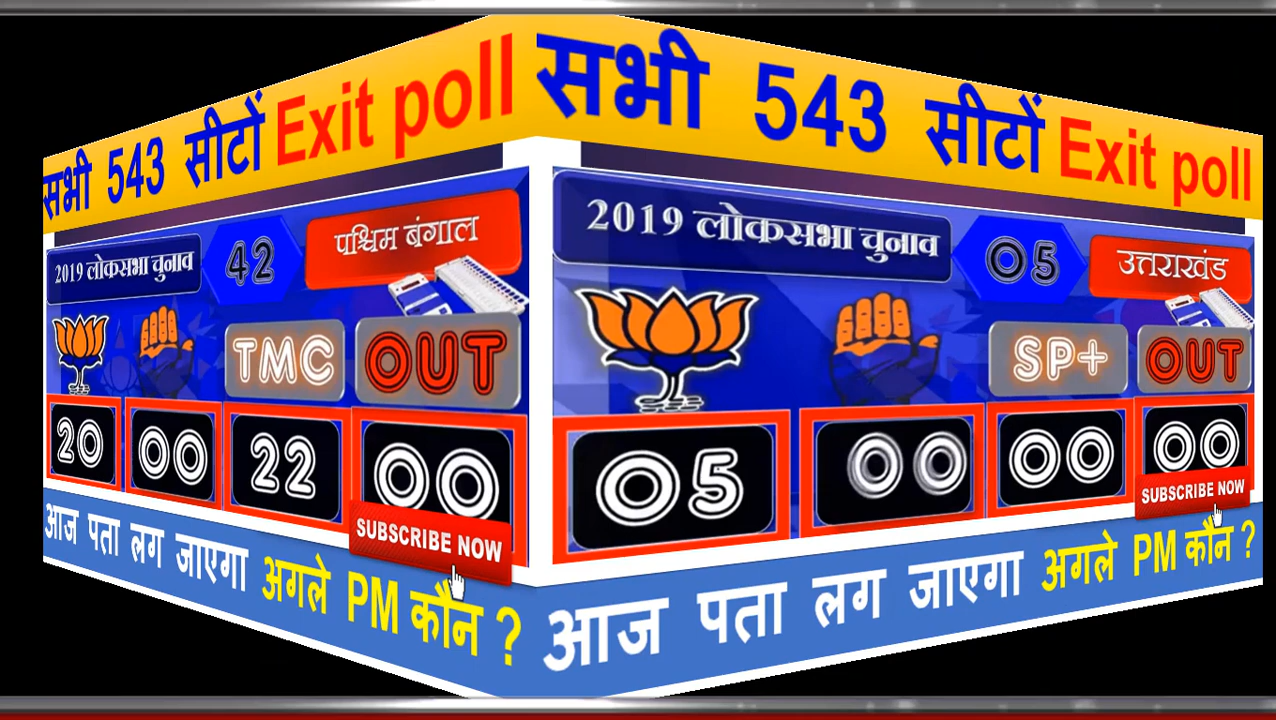 सभी 543 सीटों Exit poll
2019 लोकसभा चुनाव 42 पश्चिम बंगाल
TMC OUT
20 00 22 00
SUBSCRIBE NOW
आज पता लग जाएगा अगले PM कौन ?
सभी 543 सीटों Exit poll
2019 लोकसभा चुनाव 05 उत्तराखंड
SP+ OUT
05 00 00 00
SUBSCRIBE NOW
आज पता लग जाएगा अगले PM कौन ?